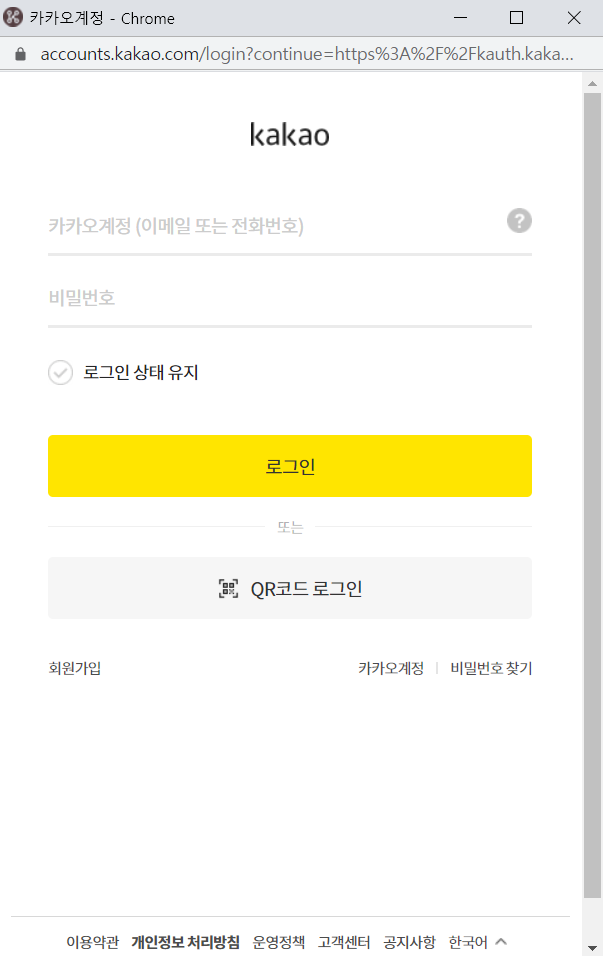 카카오계정 - Chrome
accounts.kakao.com/login?continue=https%3A%2F%2Fkauth.kaka...
kakao
카카오계정 (이메일 또는 전화번호)
?
비밀번호
로그인 상태 유지
로그인
또는
QR코드 로그인
회원가입 카카오계정 | 비밀번호 찾기
이용약관 개인정보 처리방침 운영정책 고객센터 공지사항 한국어